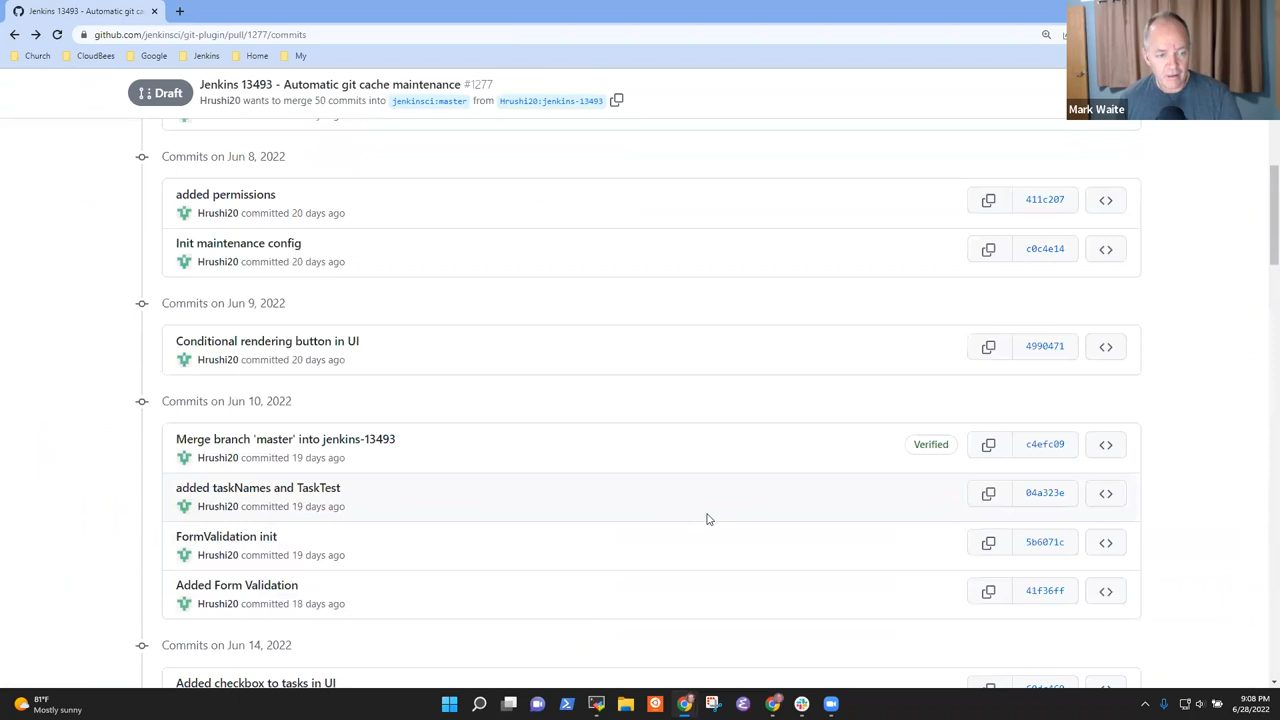 Jenkins 13493 - Automatic git ca
github.com/jenkinsci/git-plugin/pull/1277/commits
Church
CloudBees
Google
Jenkins
Home
My
Mark Waite
Draft
Jenkins 13493 - Automatic git cache maintenance #1277
Hrushi20 wants to merge 50 commits into jenkinsci:master from Hrushi20:jenkins-13493
Commits on Jun 8, 2022
added permissions
Hrushi20 committed 20 days ago
411c207
Init maintenance config
Hrushi20 committed 20 days ago
c0c4e14
Commits on Jun 9, 2022
Conditional rendering button in UI
Hrushi20 committed 20 days ago
4990471
Commits on Jun 10, 2022
Merge branch 'master' into jenkins-13493
Hrushi20 committed 19 days ago
Verified
c4efc09
added taskNames and TaskTest
Hrushi20 committed 19 days ago
04a323e
FormValidation init
Hrushi20 committed 19 days ago
5b6071c
Added Form Validation
Hrushi20 committed 18 days ago
41f36ff
Commits on Jun 14, 2022
Added checkbox to tasks in UI
81°F
Mostly sunny
9:08 PM
6/28/2022